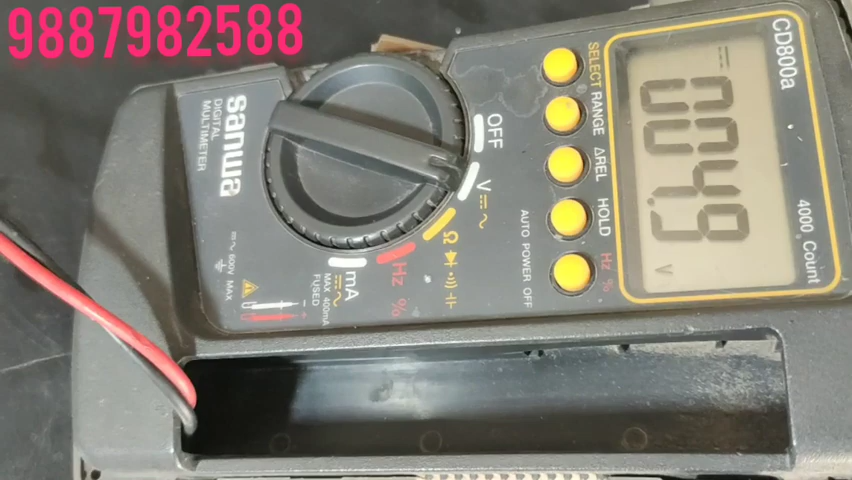 9887982588
sanwa
DIGITAL
MULTIMETER
CD800a
4000 Count
SELECT
RANGE
ΔREL
HOLD
Hz %
AUTO POWER OFF
OFF
V ⎓ ~
Ω
Hz %
mA
MAX 400mA
FUSED
600V MAX
V